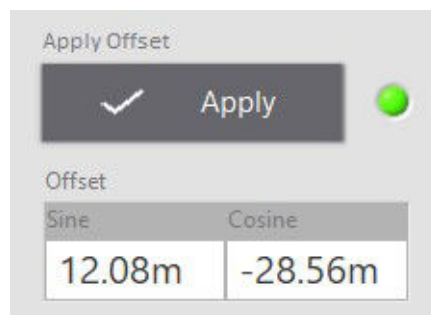 Apply Offset
Apply
Offset
Sine Cosine
12.08m -28.56m